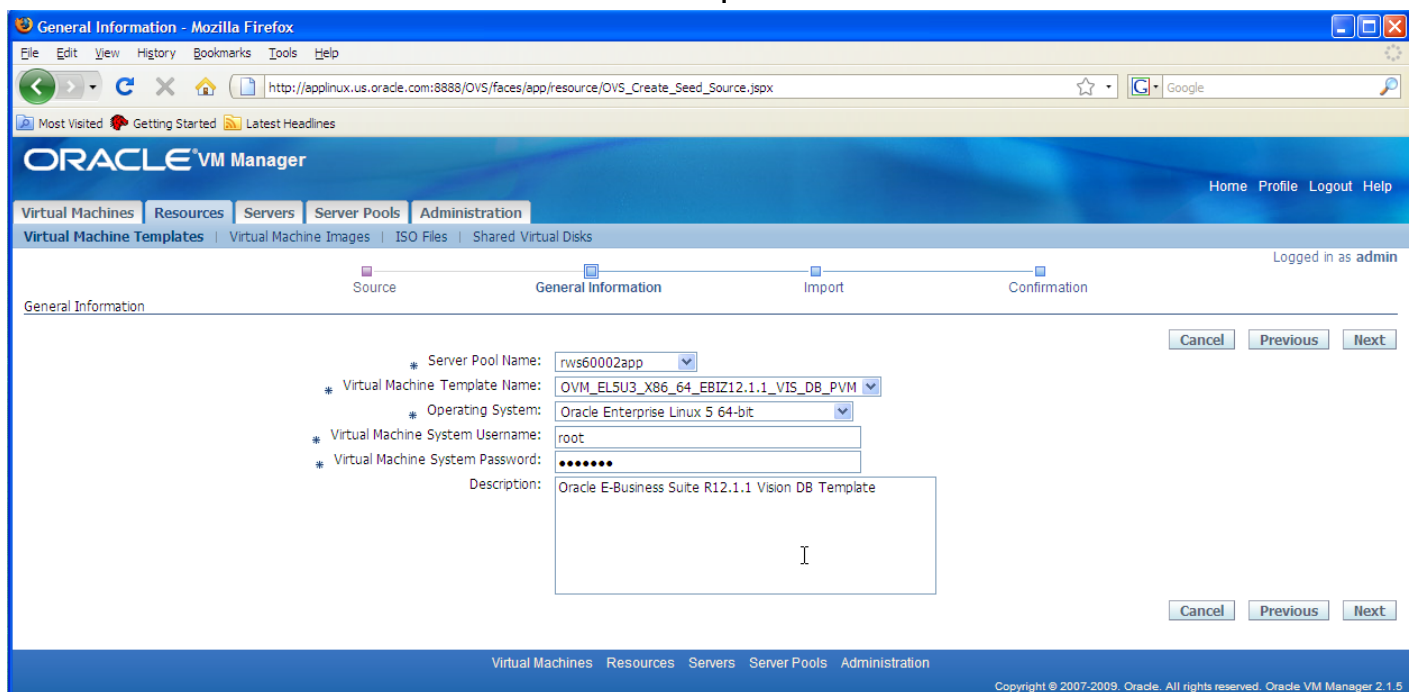 General Information - Mozilla Firefox
File Edit View History Bookmarks Tools Help
http://applinux.us.oracle.com:8888/OVS/faces/app/resource/OVS_Create_Seed_Source.jspx
G Google
Most Visited Getting Started Latest Headlines
ORACLE VM Manager
Home Profile Logout Help
Virtual Machines Resources Servers Server Pools Administration
Virtual Machine Templates | Virtual Machine Images | ISO Files | Shared Virtual Disks
Logged in as admin
Source General Information Import Confirmation
General Information
Cancel Previous Next
* Server Pool Name: rws60002app
* Virtual Machine Template Name: OVM_EL5U3_X86_64_EBIZ12.1.1_VIS_DB_PVM
* Operating System: Oracle Enterprise Linux 5 64-bit
* Virtual Machine System Username: root
* Virtual Machine System Password: •••••••
Description: Oracle E-Business Suite R12.1.1 Vision DB Template
Cancel Previous Next
Virtual Machines Resources Servers Server Pools Administration
Copyright © 2007-2009. Oracle. All rights reserved. Oracle VM Manager 2.1.5